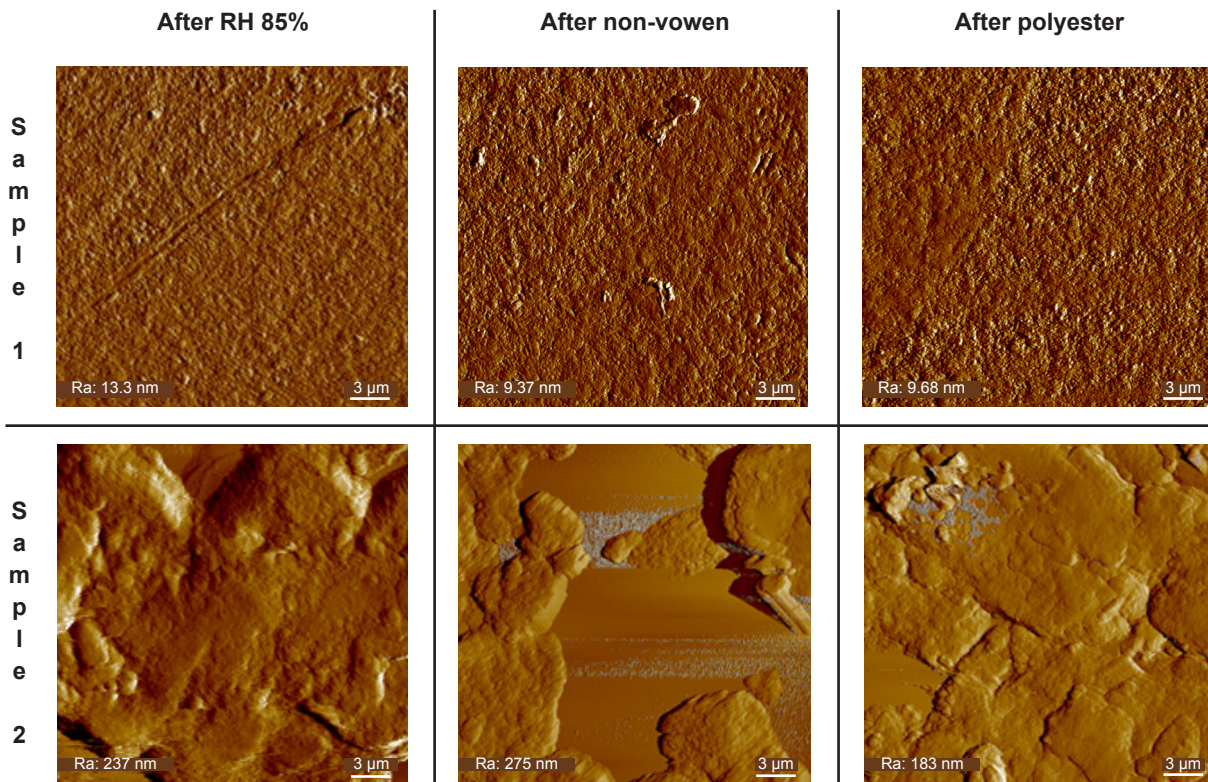 After RH 85%
After non-vowen
After polyester
Sample 1
Ra: 13.3 nm
3 µm
Ra: 9.37 nm
3 µm
Ra: 9.68 nm
3 µm
Sample 2
Ra: 237 nm
3 µm
Ra: 275 nm
3 µm
Ra: 183 nm
3 µm